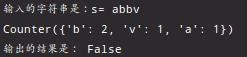 输入的字符串是：s= abbv
Counter({'b': 2, 'v': 1, 'a': 1})
输出的结果是： False